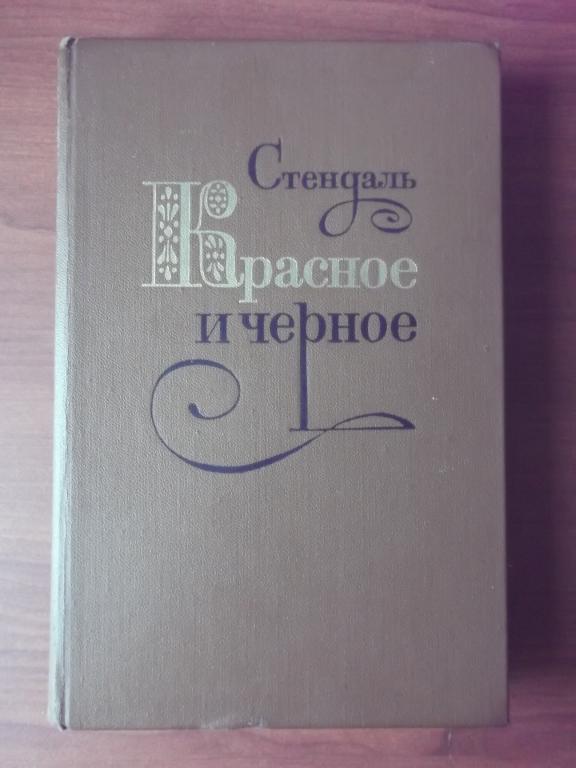 Стендаль
Красное
и черное